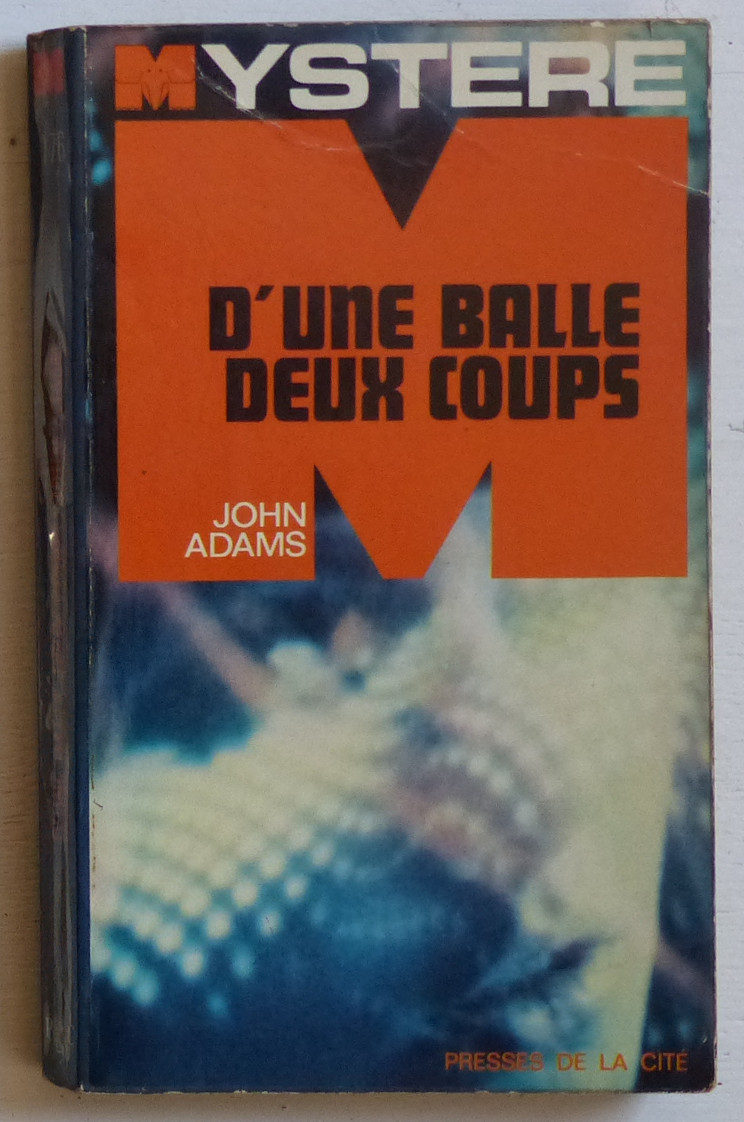 MYSTERE
D'UNE BALLE
DEUX COUPS
JOHN
ADAMS
PRESSES DE LA CITÉ